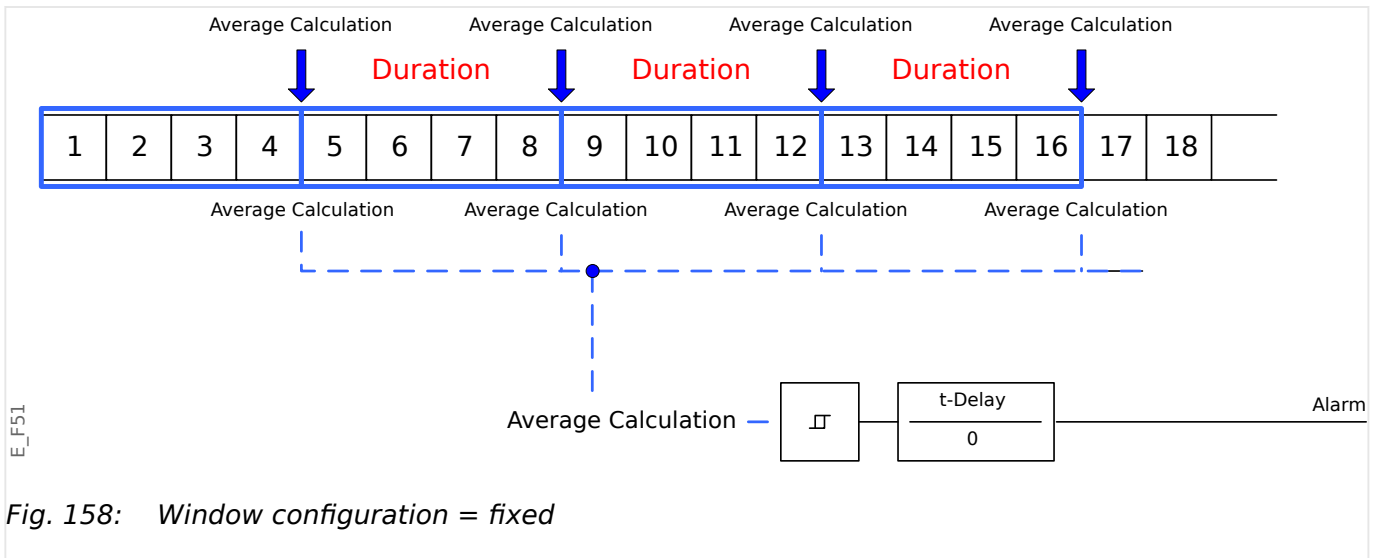 Average Calculation Average Calculation Average Calculation Average Calculation
Duration Duration Duration
1 2 3 4 5 6 7 8 9 10 11 12 13 14 15 16 17 18
Average Calculation Average Calculation Average Calculation Average Calculation
Average Calculation
t-Delay
0
Alarm
E_F51
Fig. 158: Window configuration = fixed